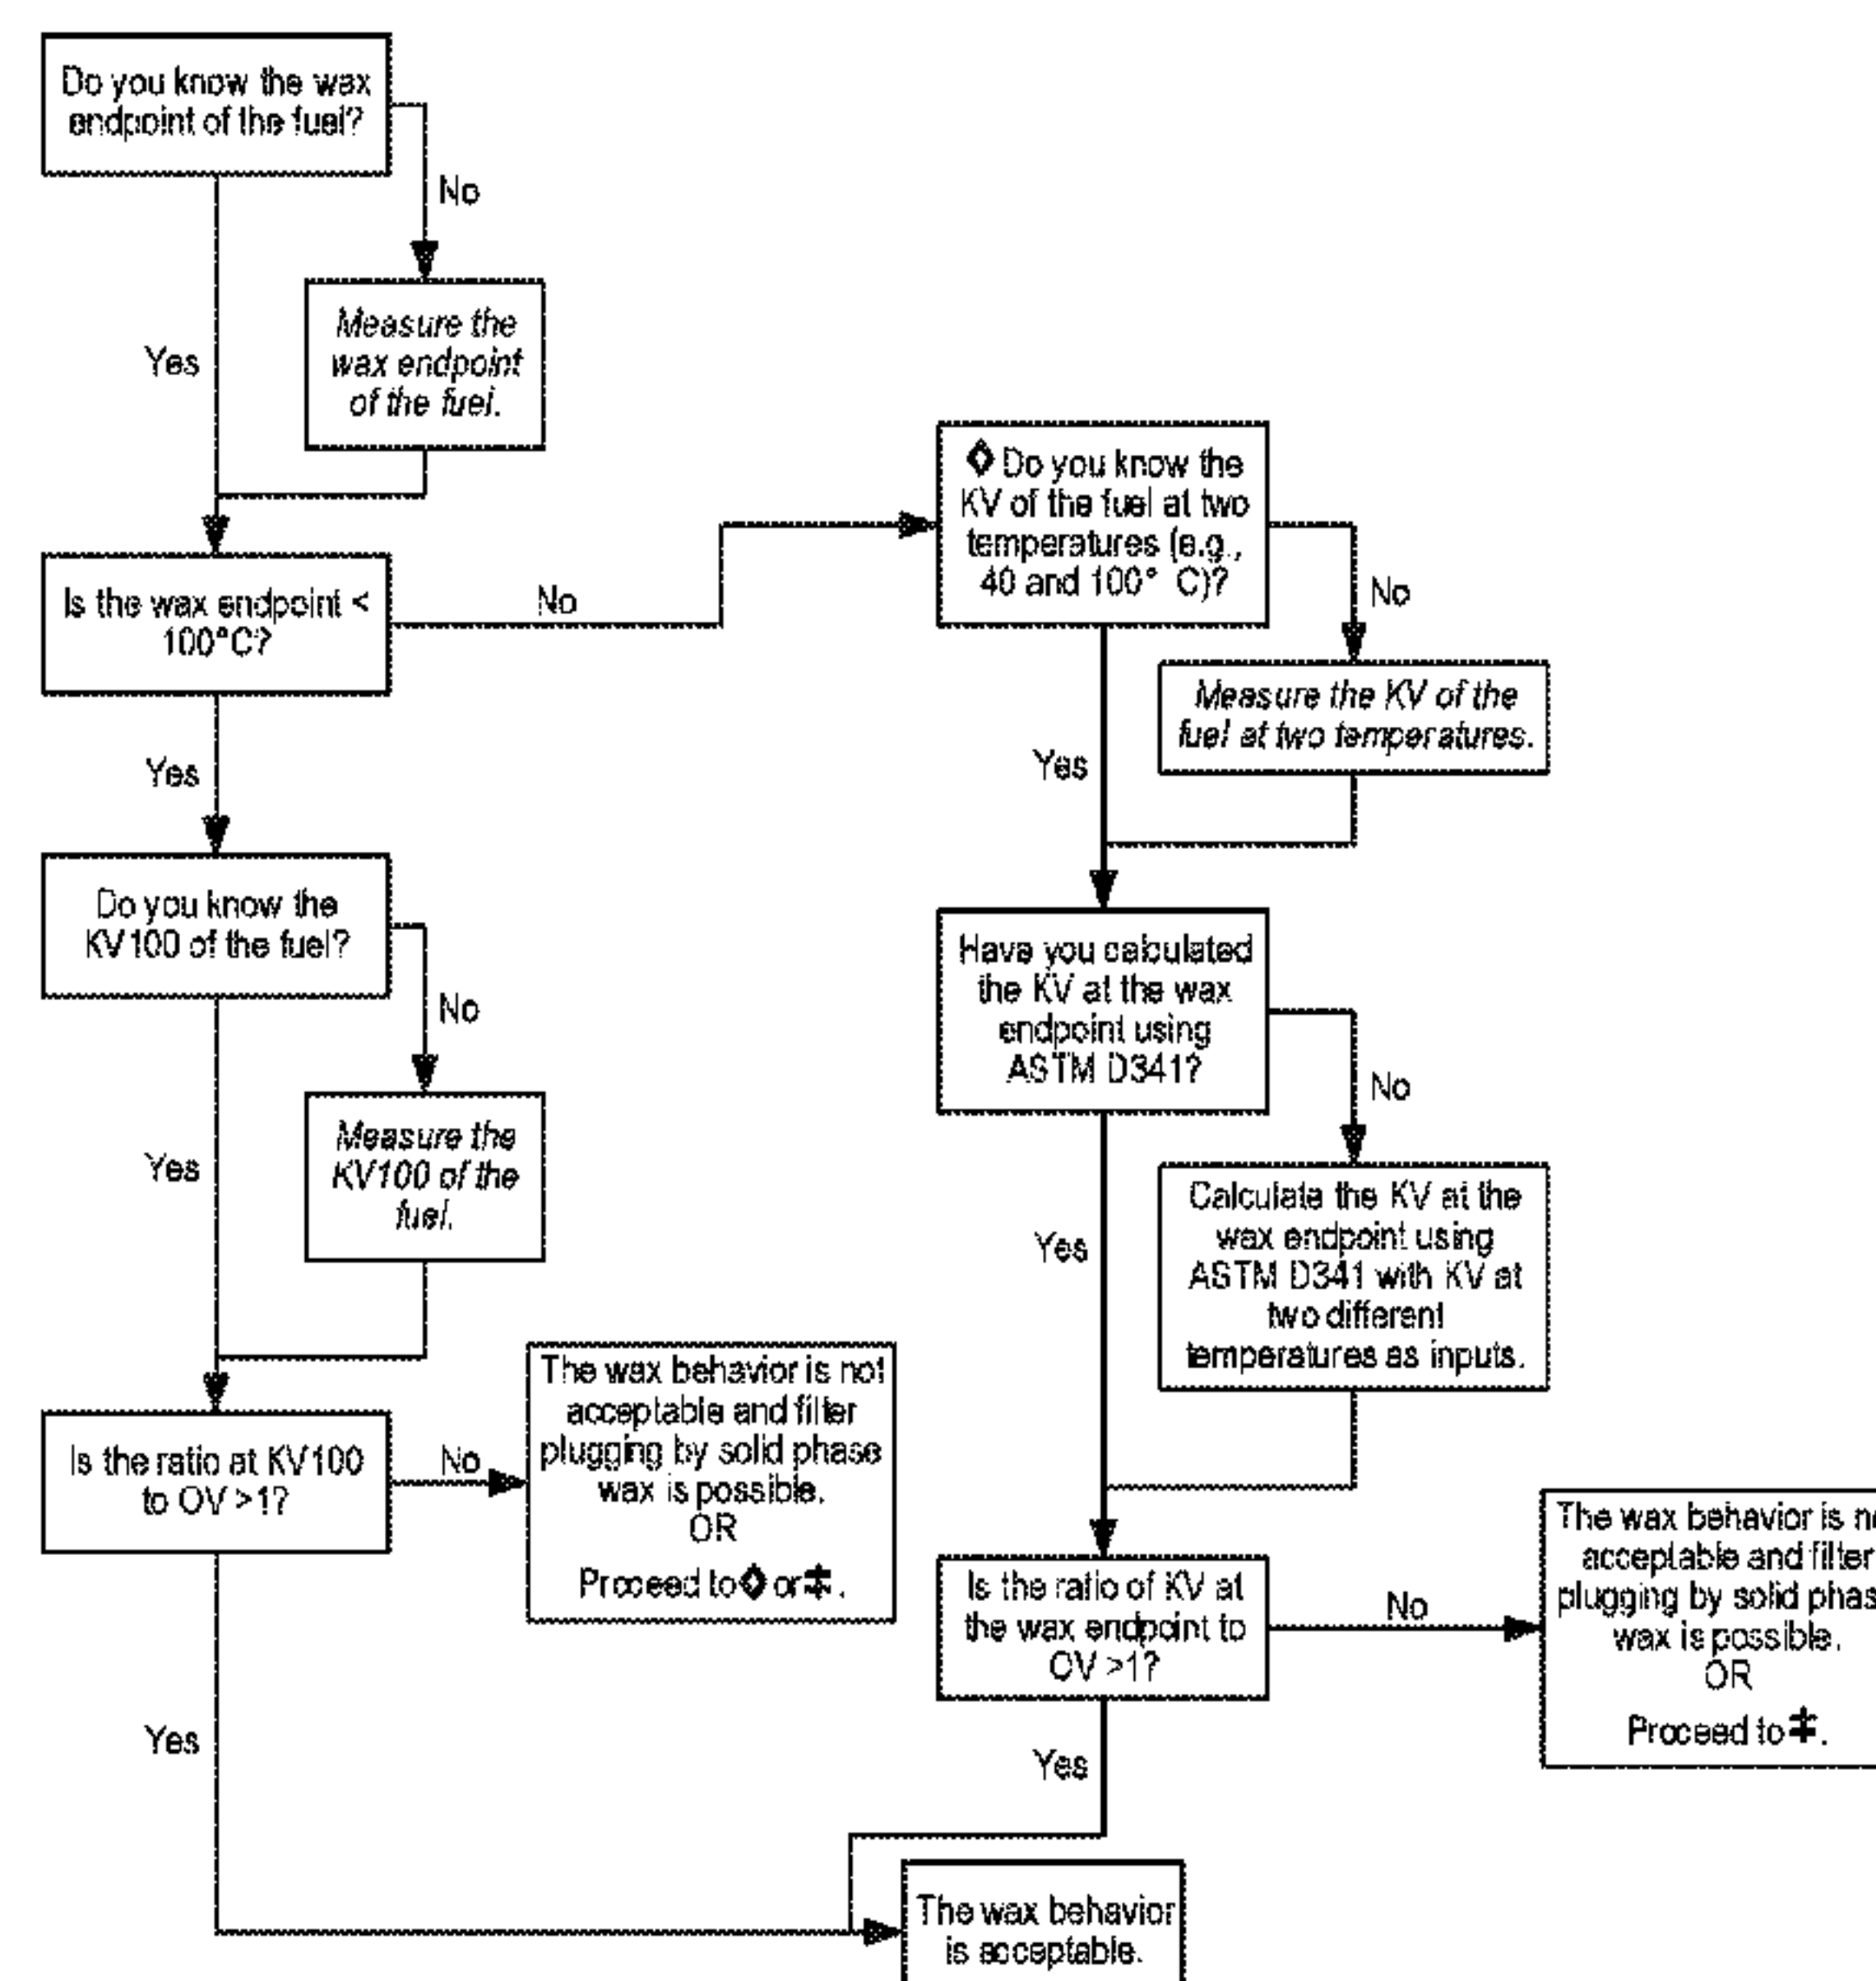 Do you know the wax
endpoint of the fuel?
No
Yes
Measure the
wax endpoint
of the fuel.
Is the wax endpoint <
100°C?
No
Yes
Do you know the
KV100 of the fuel?
No
Yes
Measure the
KV100 of the
fuel.
Is the ratio at KV100
to OV >1?
No
The wax behavior is not
acceptable and filter
plugging by solid phase
wax is possible.
OR
Proceed to ◊ or ‡.
Yes
◊ Do you know the
KV of the fuel at two
temperatures (e.g.,
40 and 100° C)?
No
Measure the KV of the
fuel at two temperatures.
Yes
Have you calculated
the KV at the wax
endpoint using
ASTM D341?
No
Calculate the KV at the
wax endpoint using
ASTM D341 with KV at
two different
temperatures as inputs.
Yes
Is the ratio of KV at
the wax endpoint to
OV >1?
No
The wax behavior is
acceptable and filter
plugging by solid
wax is possible.
OR
Proceed to ‡.
Yes
The wax behavior
is acceptable.